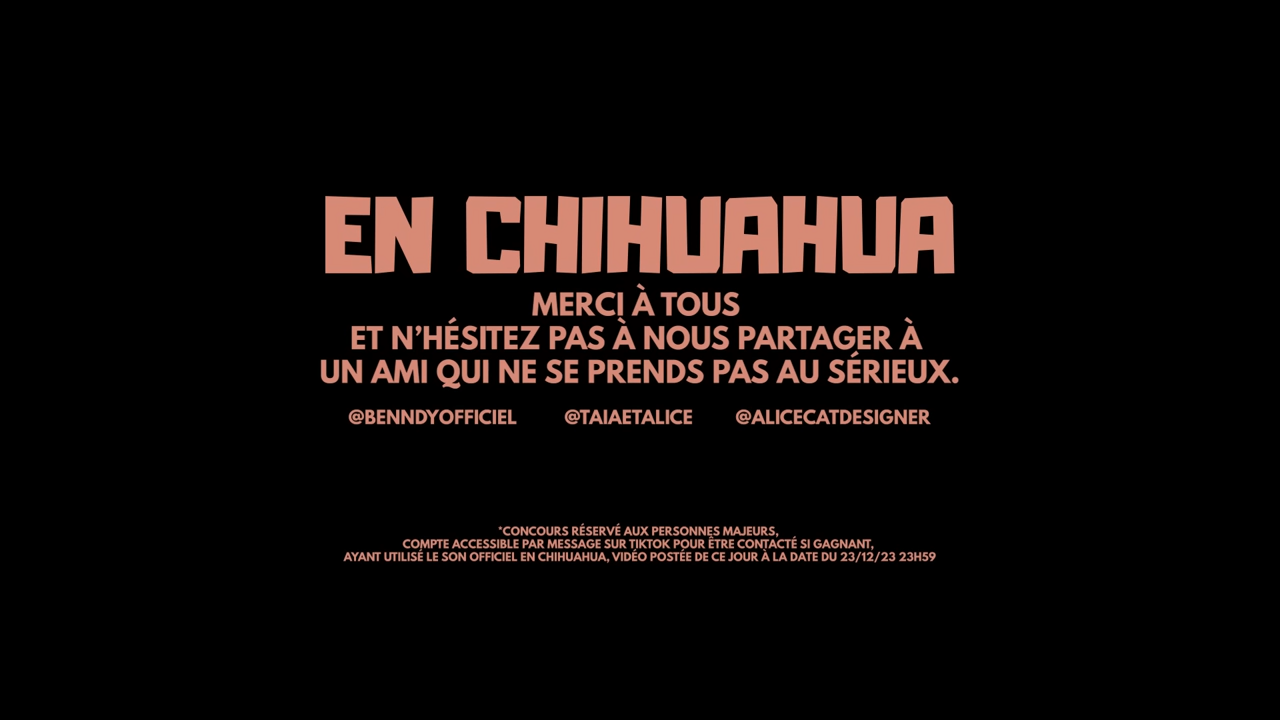 EN CHIHUAHUA
MERCI À TOUS
ET N'HÉSITEZ PAS À NOUS PARTAGER À
UN AMI QUI NE SE PRENDS PAS AU SÉRIEUX.
@BENNDYOFFICIEL @TAIAETALICE @ALICECATDESIGNER
*CONCOURS RÉSERVÉ AUX PERSONNES MAJEURS,
COMPTE ACCESSIBLE PAR MESSAGE SUR TIKTOK POUR ÊTRE CONTACTÉ SI GAGNANT,
AYANT UTILISÉ LE SON OFFICIEL EN CHIHUAHUA, VIDÉO POSTÉE DE CE JOUR À LA DATE DU 23/12/23 23H59